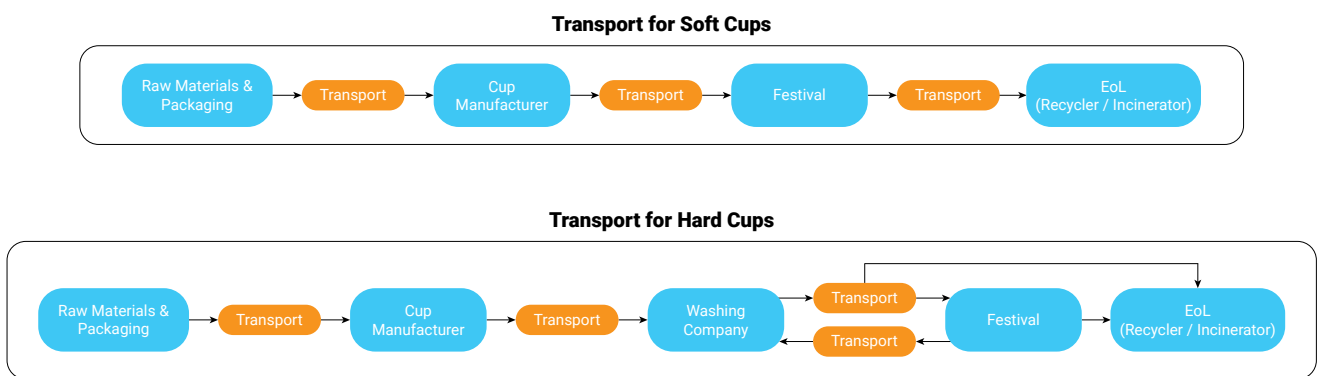 Transport for Soft Cups
Raw Materials &
Packaging
Transport
Cup
Manufacturer
Transport
Festival
Transport
EoL
(Recycler / Incinerator)
Transport for Hard Cups
Raw Materials &
Packaging
Transport
Cup
Manufacturer
Transport
Washing
Company
Transport
Transport
Festival
EoL
(Recycler / Incinerator)